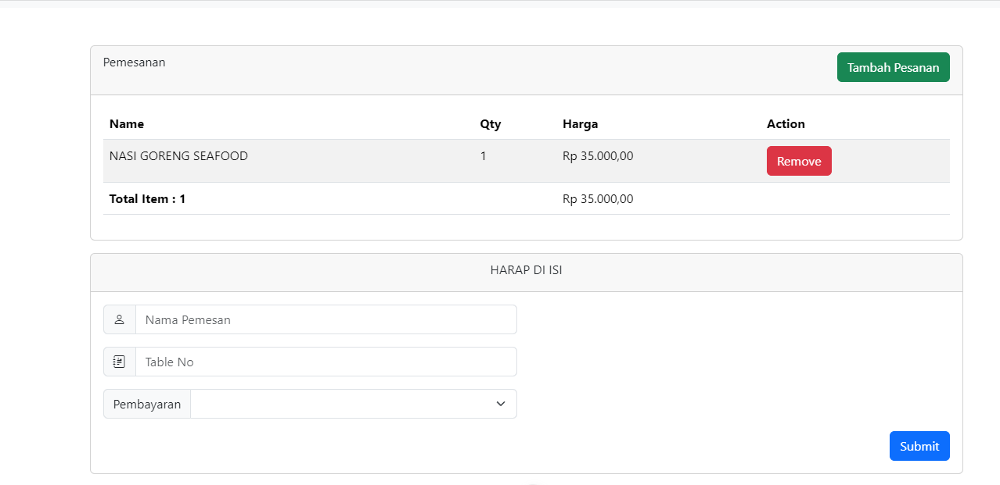 Pemesanan
Tambah Pesanan
Name Qty Harga Action
NASI GORENG SEAFOOD 1 Rp 35.000,00 Remove
Total Item : 1 Rp 35.000,00
HARAP DI ISI
Nama Pemesan
Table No
Pembayaran
Submit